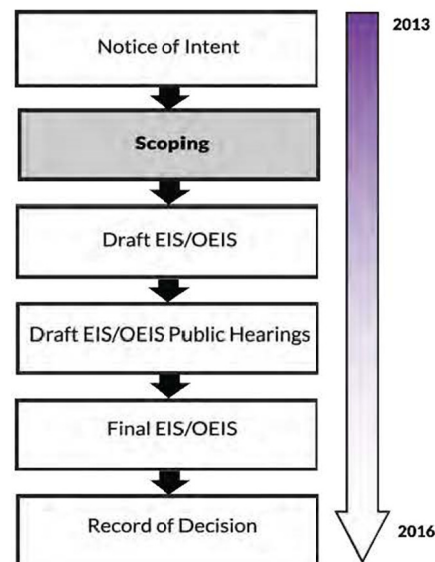 Notice of Intent
2013
Scoping
Draft EIS/OEIS
Draft EIS/OEIS Public Hearings
Final EIS/OEIS
Record of Decision
2016